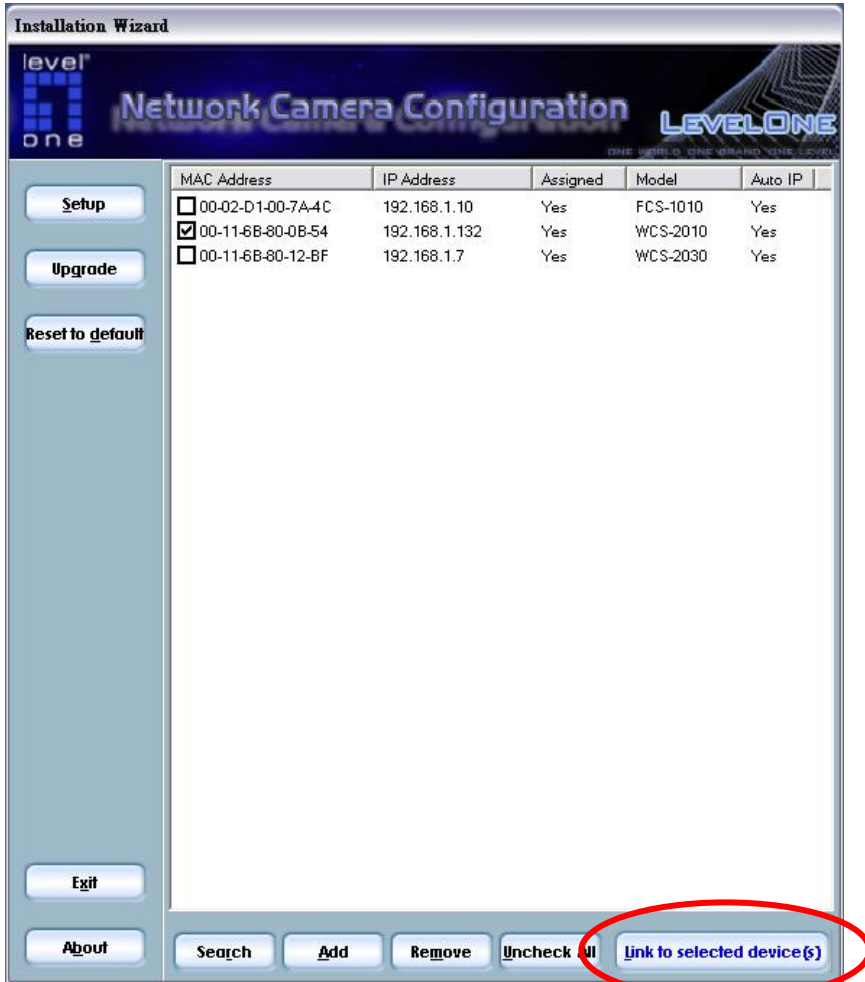 Installation Wizard
level
one
Network Camera Configuration
LEVELONE
ONE WORLD ONE BRAND ONE LEVEL
MAC Address IP Address Assigned Model Auto IP
00-02-D1-00-7A-4C 192.168.1.10 Yes FCS-1010 Yes
00-11-6B-80-0B-54 192.168.1.132 Yes WCS-2010 Yes
00-11-6B-80-12-BF 192.168.1.7 Yes WCS-2030 Yes
Setup
Upgrade
Reset to default
Exit
About
Search Add Remove Uncheck All Link to selected device(s)